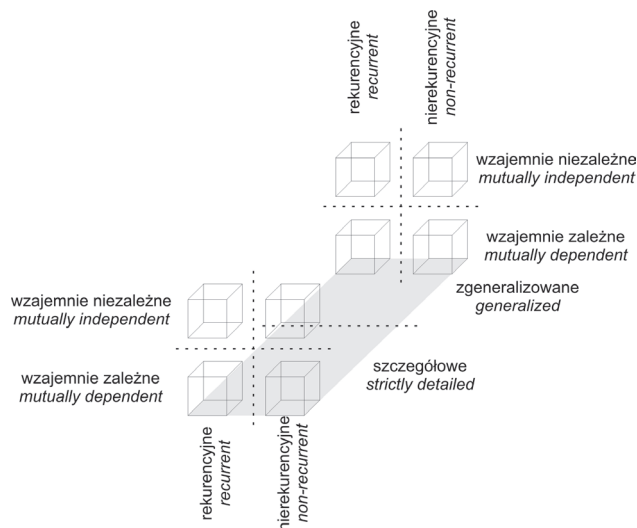 rekurencyjne
recurrent
nierekurencyjne
non-recurrent
wzajemnie niezależne
mutually independent
wzajemnie zależne
mutually dependent
zgeneralizowane
generalized
wzajemnie niezależne
mutually independent
szczegółowe
strictly detailed
wzajemnie zależne
mutually dependent
rekurencyjne
recurrent
nierekurencyjne
non-recurrent